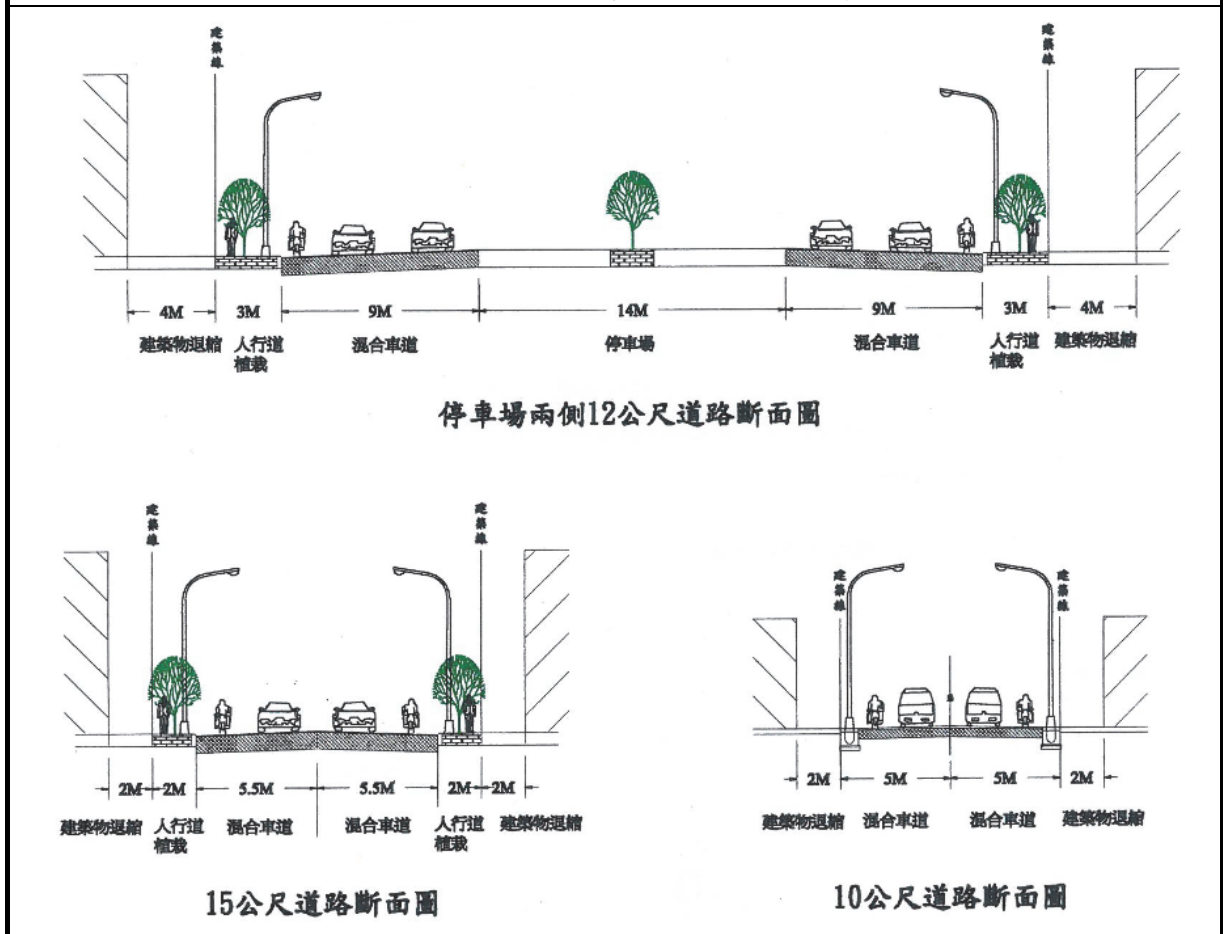 建築線
建築線
4M 3M 9M 14M 9M 3M 4M
建築物退縮 人行道植栽 混合車道 停車場 混合車道 人行道植栽 建築物退縮
停車場兩側12公尺道路斷面圖
建築線
建築線
2M 2M 5.5M 5.5M 2M 2M
建築物退縮 人行道植栽 混合車道 混合車道 人行道植栽 建築物退縮
15公尺道路斷面圖
建築線
建築線
2M 5M 5M 2M
建築物退縮 混合車道 混合車道 建築物退縮
10公尺道路斷面圖